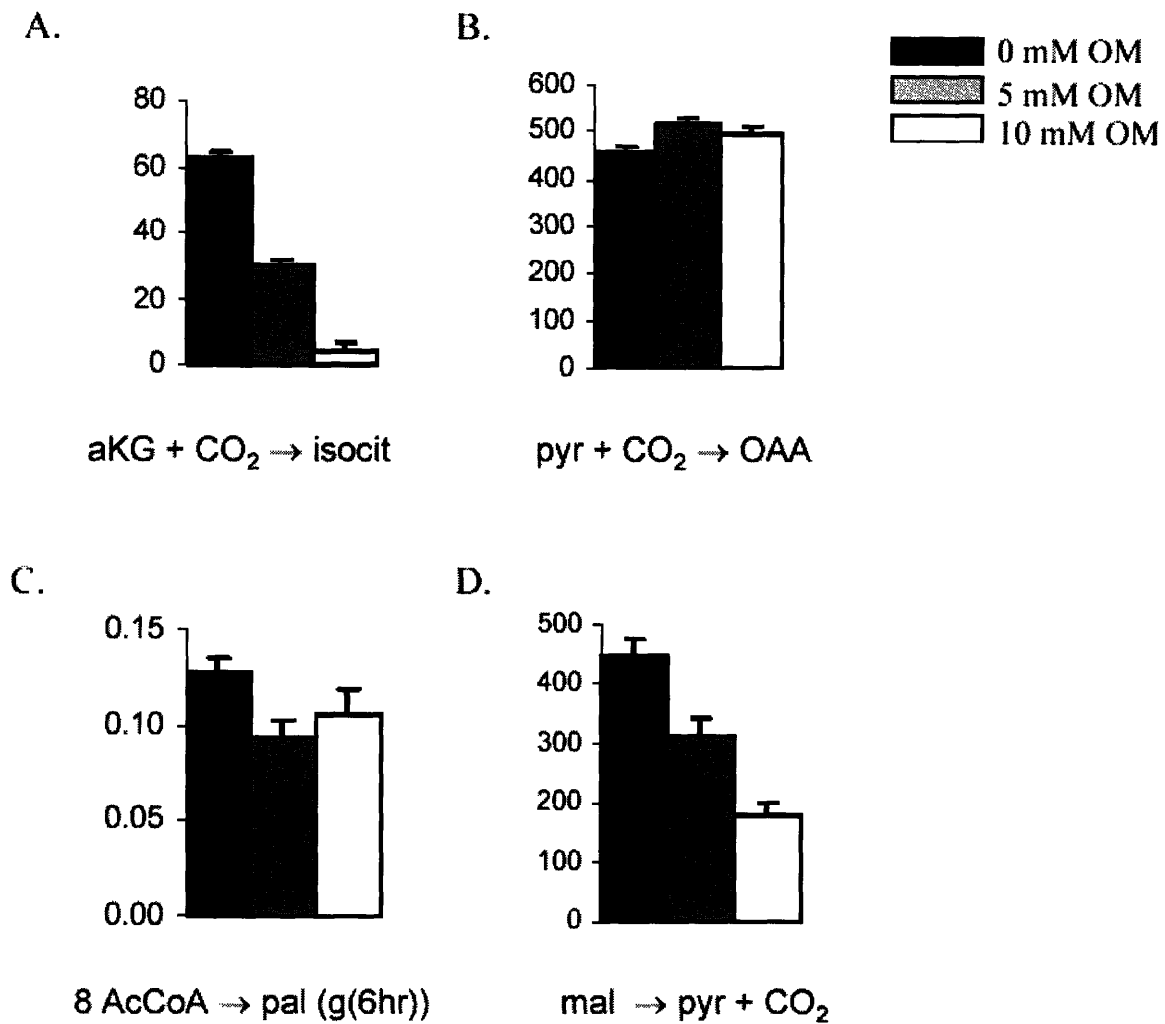 A.
80
60
40
20
0
aKG + CO₂ → isocit
B.
600
500
400
300
200
100
0
pyr + CO₂ → OAA
0 mM OM
5 mM OM
10 mM OM
C.
0.15
0.10
0.05
0.00
8 AcCoA → pal (g(6hr))
D.
500
400
300
200
100
0
mal → pyr + CO₂